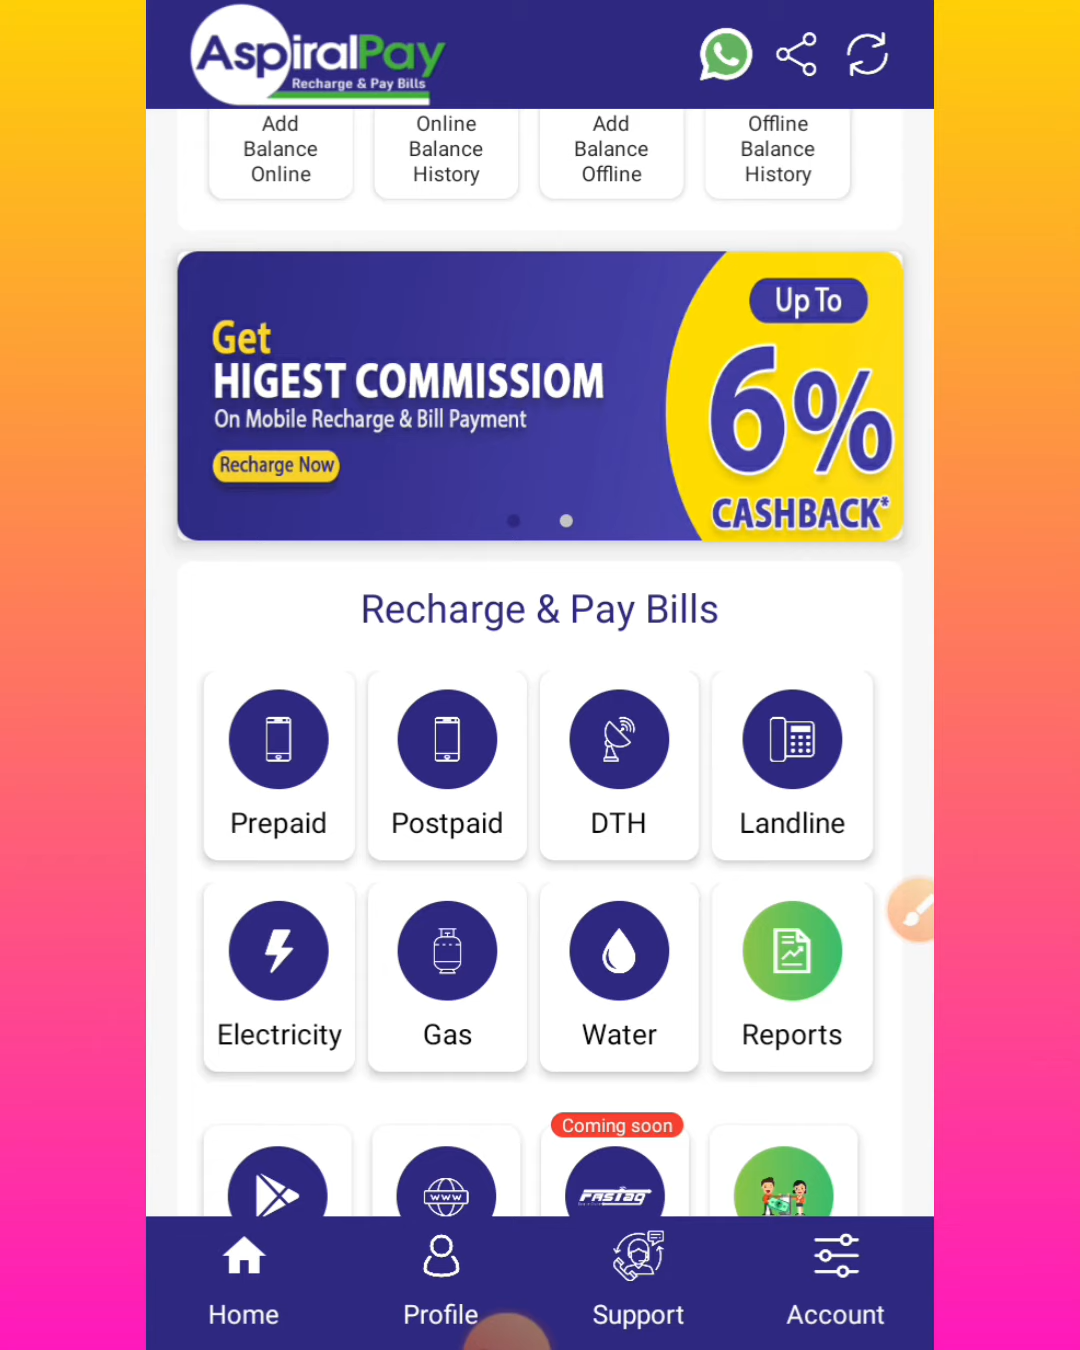 AspiralPay
Recharge & Pay Bills
Add
Balance
Online
Online
Balance
History
Add
Balance
Offline
Offline
Balance
History
Get
HIGEST COMMISSIOM
On Mobile Recharge & Bill Payment
Recharge Now
Up To
6%
CASHBACK*
Recharge & Pay Bills
Prepaid
Postpaid
DTH
Landline
Electricity
Gas
Water
Reports
Coming soon
WWW
FASTag
Home
Profile
Support
Account